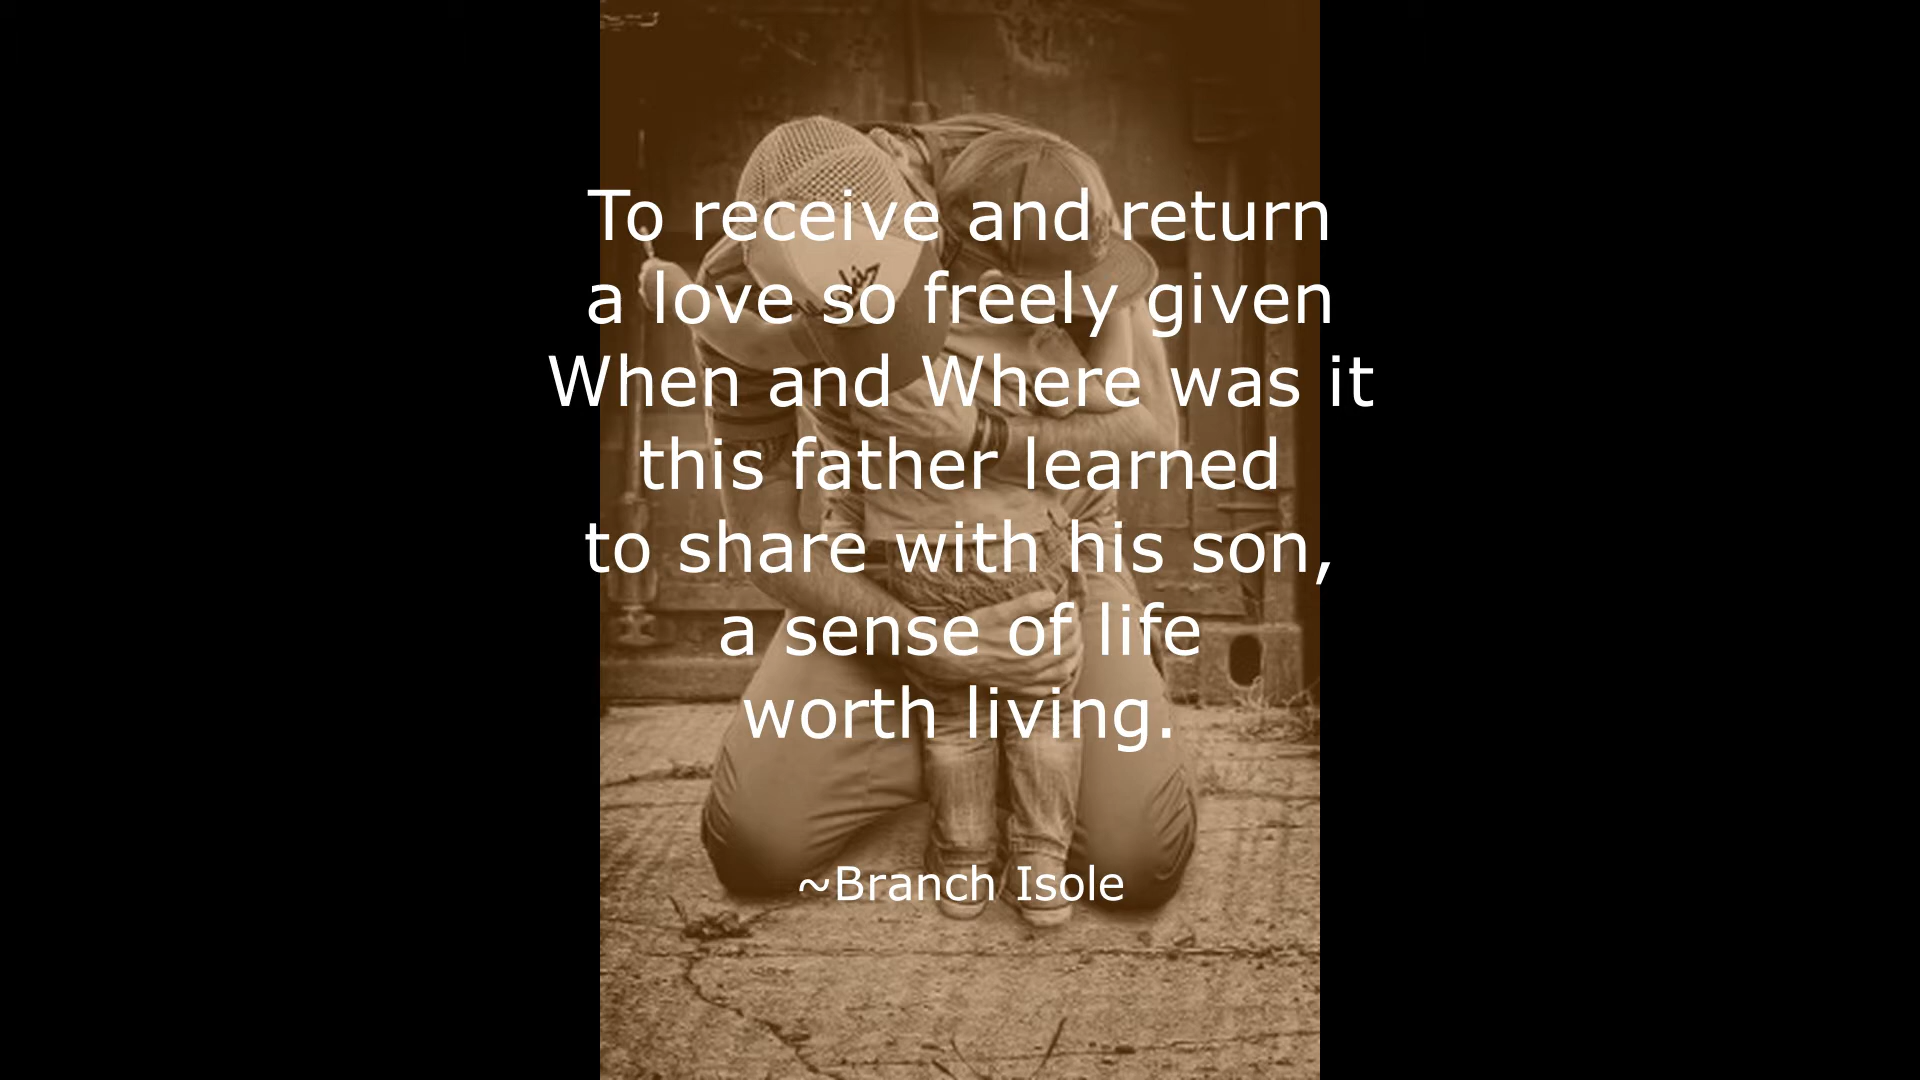 To receive and return
a love so freely given
When and Where was it
this father learned
to share with his son,
a sense of life
worth living.
~Branch Isole